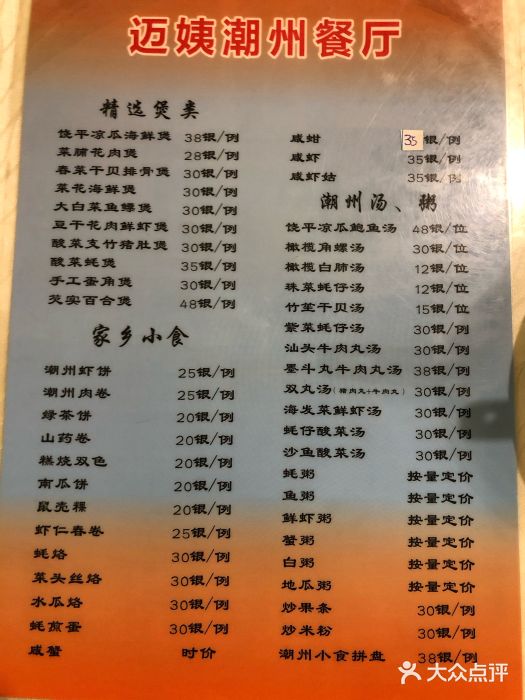 迈姨潮州餐厅
精选煲类
饶平凉瓜海鲜煲 38银/例
菜脯花肉煲 28银/例
春菜干贝排骨煲 30银/例
菜花海鲜煲 30银/例
大白菜鱼螺煲 30银/例
豆干花肉鲜虾煲 30银/例
酸菜支竹猪肚煲 30银/例
酸菜蚝煲 35银/例
手工蛋角煲 30银/例
芡实百合煲 48银/例
家乡小食
潮州虾饼 25银/例
潮州肉卷 25银/例
绿茶饼 20银/例
山药卷 20银/例
糕烧双色 20银/例
南瓜饼 20银/例
鼠壳粿 20银/例
虾仁春卷 25银/例
蚝烙 30银/例
菜头丝烙 30银/例
水瓜烙 30银/例
蚝煎蛋 30银/例
咸蟹 时价
咸蚶 35银/例
咸虾 35银/例
咸虾姑 35银/例
潮州汤、粥
饶平凉瓜鲍鱼汤 48银/位
橄榄角螺汤 30银/位
橄榄白肺汤 12银/位
珠菜蚝仔汤 12银/位
竹笙干贝汤 15银/位
紫菜蚝仔汤 30银/例
汕头牛肉丸汤 30银/例
墨斗丸牛肉丸汤 38银/例
双丸汤(猪肉丸+牛肉丸) 30银/例
海发菜鲜虾汤 30银/例
蚝仔酸菜汤 30银/例
沙鱼酸菜汤 30银/例
蚝粥 按量定价
鱼粥 按量定价
鲜虾粥 按量定价
蟹粥 按量定价
白粥 按量定价
地瓜粥 按量定价
炒果条 30银/例
炒米粉 30银/例
潮州小食拼盘 38银/例
大众点评